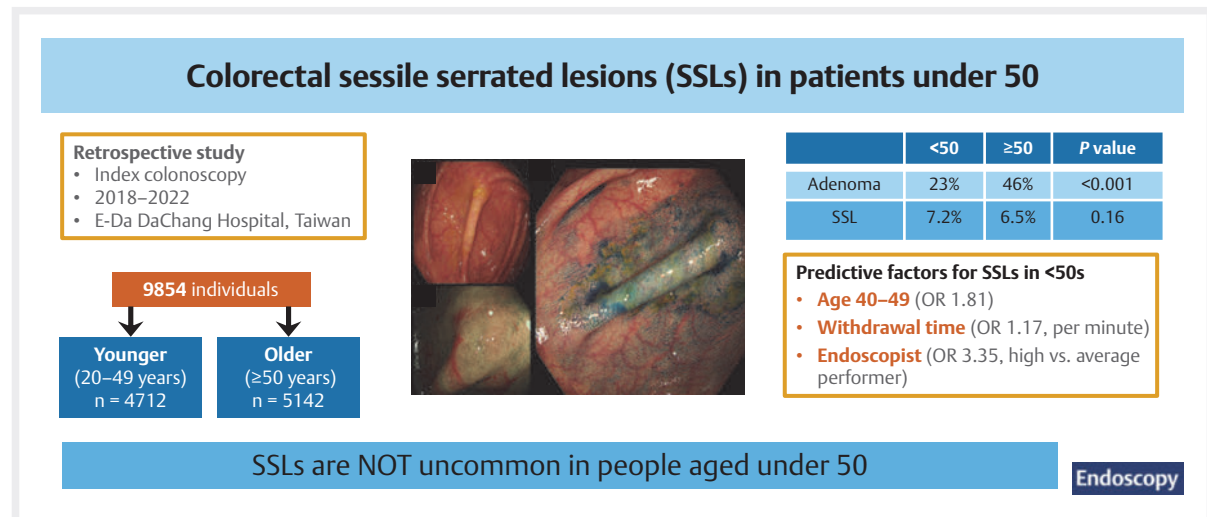 Colorectal sessile serrated lesions (SSLs) in patients under 50
Retrospective study
• Index colonoscopy
• 2018–2022
• E-Da DaChang Hospital, Taiwan
9854 individuals
Younger
(20–49 years)
n = 4712
Older
(≥50 years)
n = 5142
<50 ≥50 P value
Adenoma 23% 46% <0.001
SSL 7.2% 6.5% 0.16
Predictive factors for SSLs in <50s
• Age 40–49 (OR 1.81)
• Withdrawal time (OR 1.17, per minute)
• Endoscopist (OR 3.35, high vs. average
performer)
SSLs are NOT uncommon in people aged under 50
Endoscopy